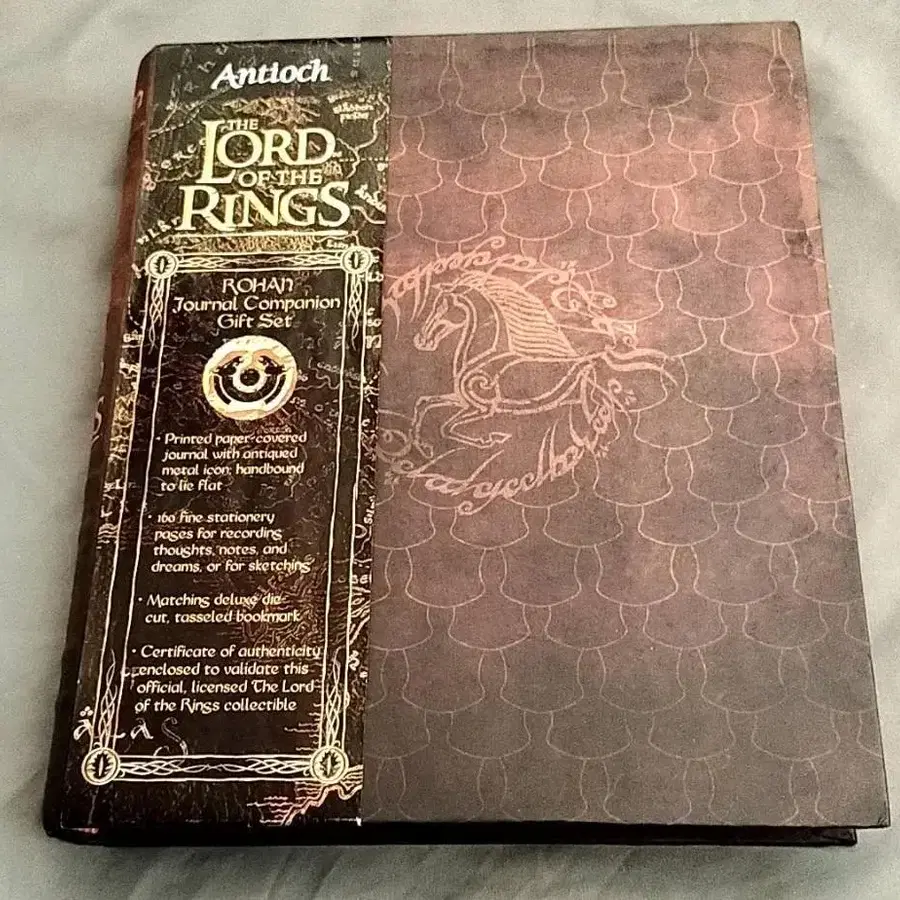 Antioch
THE
LORD
OF THE
RINGS
ROHAN
Journal Companion
Gift Set
• Printed paper-covered
journal with antiqued
metal icon; handbound
to lie flat
• 160 fine stationery
pages for recording
thoughts, notes, and
dreams, or for sketching
• Matching deluxe die-
cut, tasseled bookmark
• Certificate of authenticity
enclosed to validate this
official, licensed The Lord
of the Rings collectible